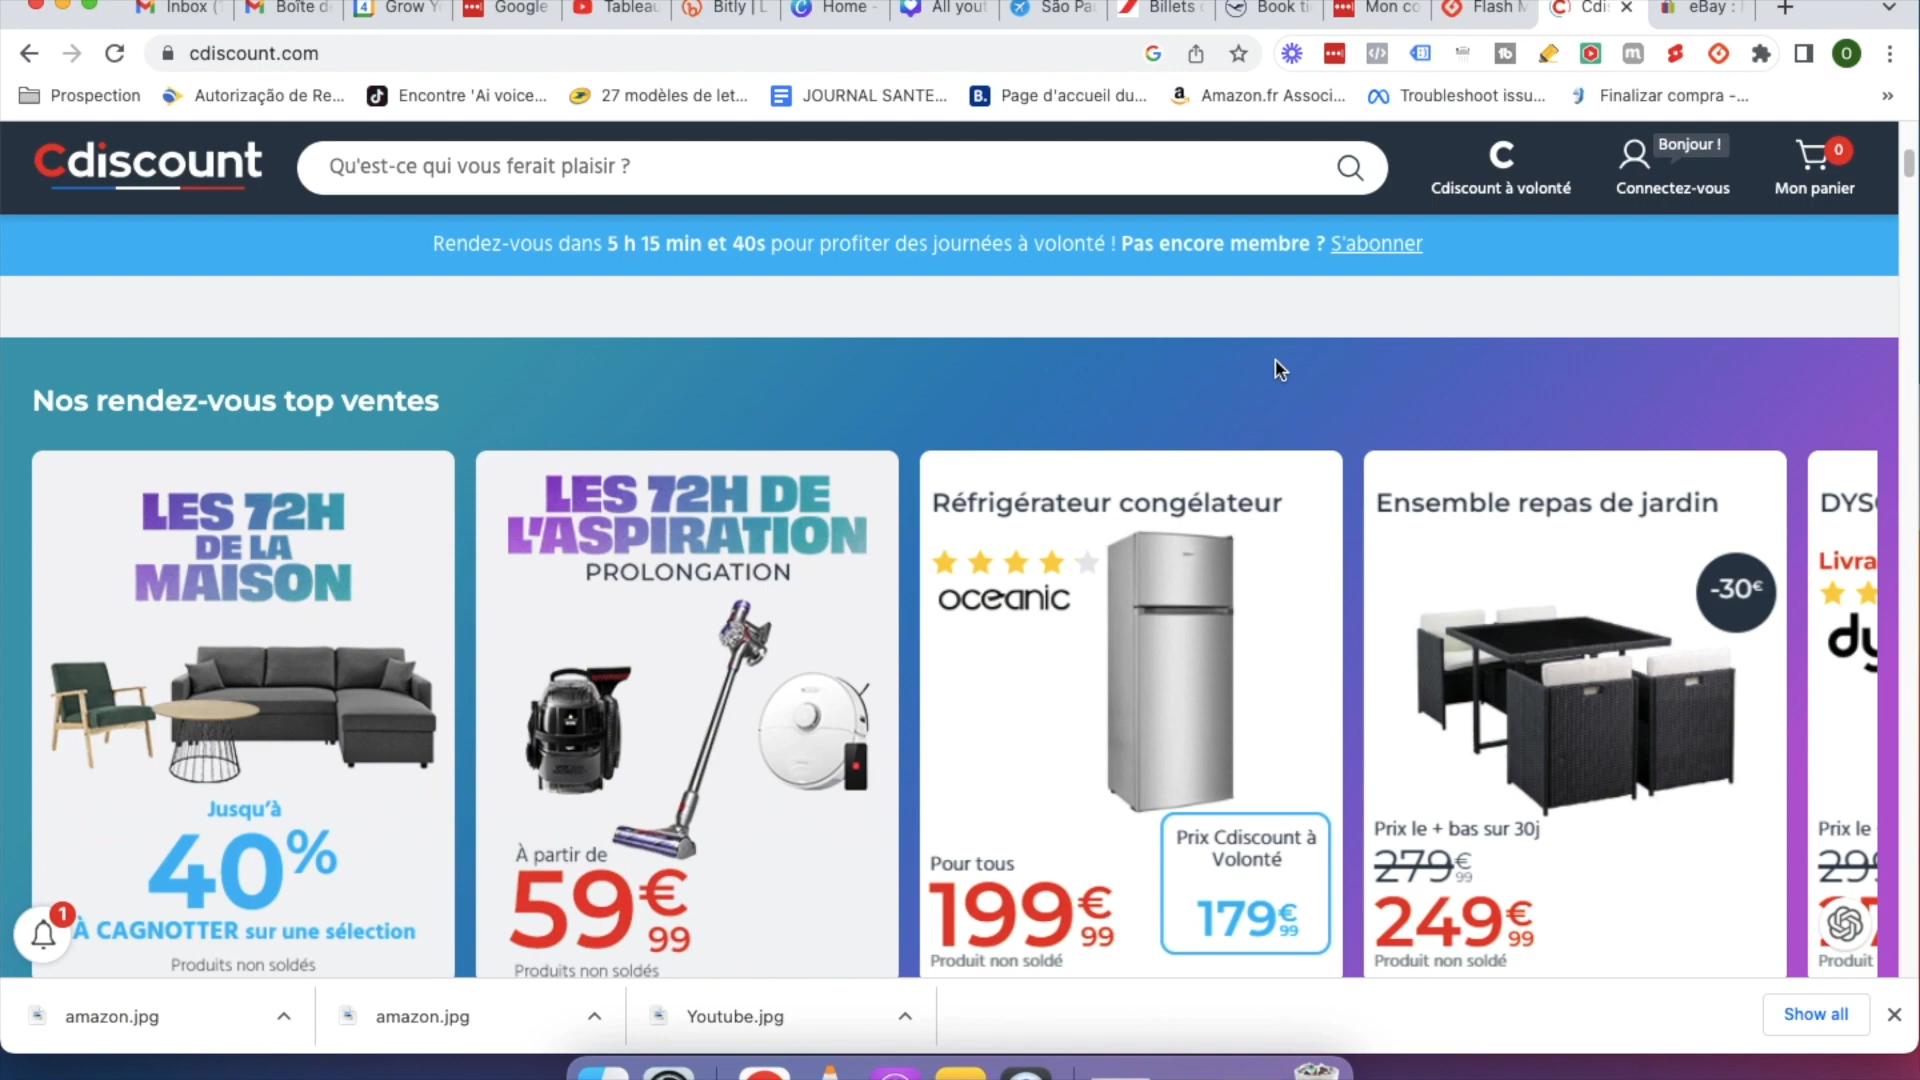 Inbox (
Boîte d
Grow Y
Google
Tableau
Bitly | L
Home -
All yout
São Pa
Billets
Book ti
Mon co
Flash M
Cdi
eBay :
cdiscount.com
O
Prospection
Autorização de Re...
Encontre 'Ai voice...
27 modèles de let...
JOURNAL SANTE...
Page d'accueil du...
Amazon.fr Associ...
Troubleshoot issu...
Finalizar compra -...
»
Cdiscount
Qu'est-ce qui vous ferait plaisir ?
C
Cdiscount à volonté
Bonjour !
Connectez-vous
0
Mon panier
Rendez-vous dans 5 h 15 min et 40s pour profiter des journées à volonté ! Pas encore membre ? S'abonner
Nos rendez-vous top ventes
LES 72H
DE LA
MAISON
Jusqu'à
40%
À CAGNOTTER sur une sélection
Produits non soldés
1
LES 72H DE
L'ASPIRATION
PROLONGATION
À partir de
59€99
Produits non soldés
Réfrigérateur congélateur
oceanic
Pour tous
199€99
Produit non soldé
Prix Cdiscount à
Volonté
179€99
Ensemble repas de jardin
-30€
Prix le + bas sur 30j
279€99
249€99
Produit non soldé
DYS
Livra
dy
Prix le
29
Produit
amazon.jpg
amazon.jpg
Youtube.jpg
Show all